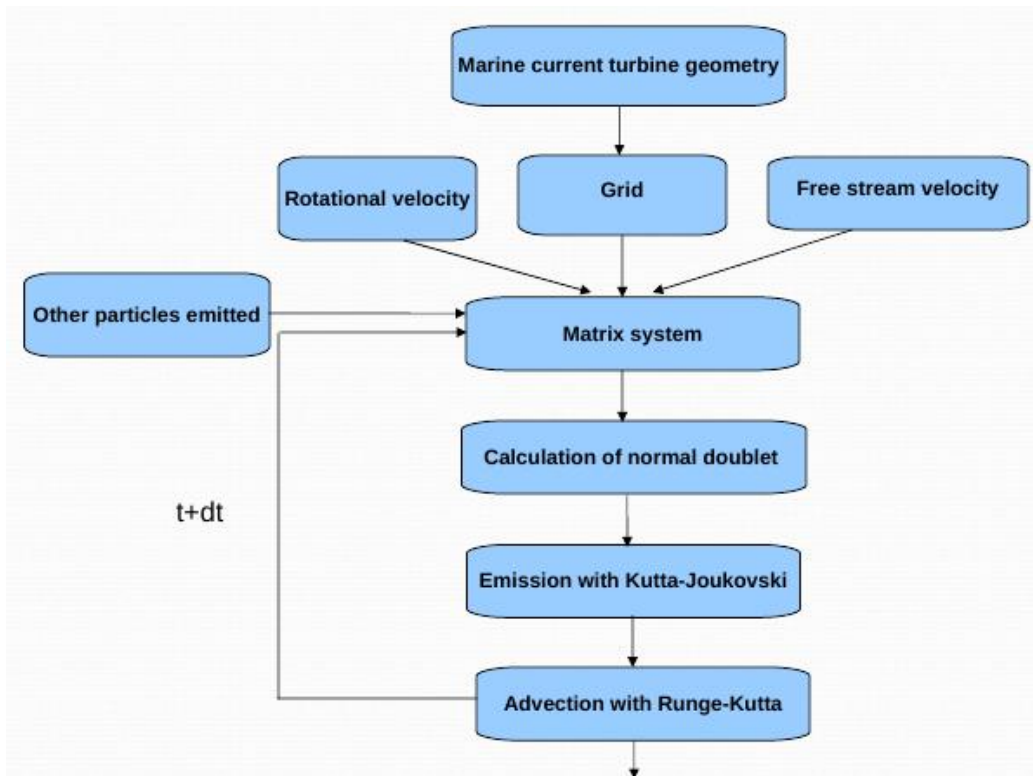 Marine current turbine geometry
Rotational velocity
Grid
Free stream velocity
Other particles emitted
Matrix system
Calculation of normal doublet
t+dt
Emission with Kutta-Joukovski
Advection with Runge-Kutta